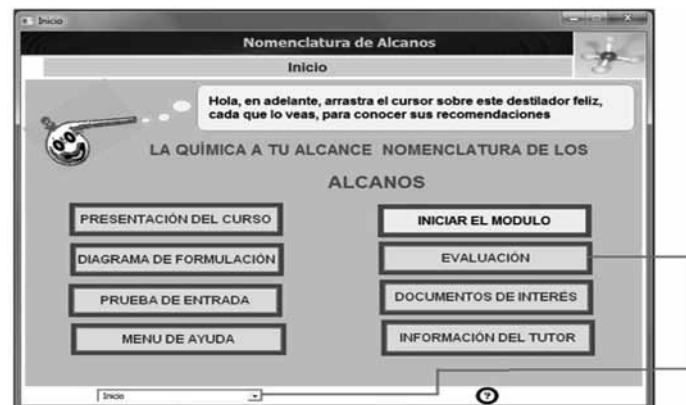 Inicio
Nomenclatura de Alcanos
Inicio
Hola, en adelante, arrastra el cursor sobre este destilador feliz,
cada que lo veas, para conocer sus recomendaciones
LA QUÍMICA A TU ALCANCE NOMENCLATURA DE LOS
ALCANOS
PRESENTACIÓN DEL CURSO
DIAGRAMA DE FORMULACIÓN
PRUEBA DE ENTRADA
MENU DE AYUDA
INICIAR EL MODULO
EVALUACIÓN
DOCUMENTOS DE INTERÉS
INFORMACIÓN DEL TUTOR
Inicio
?